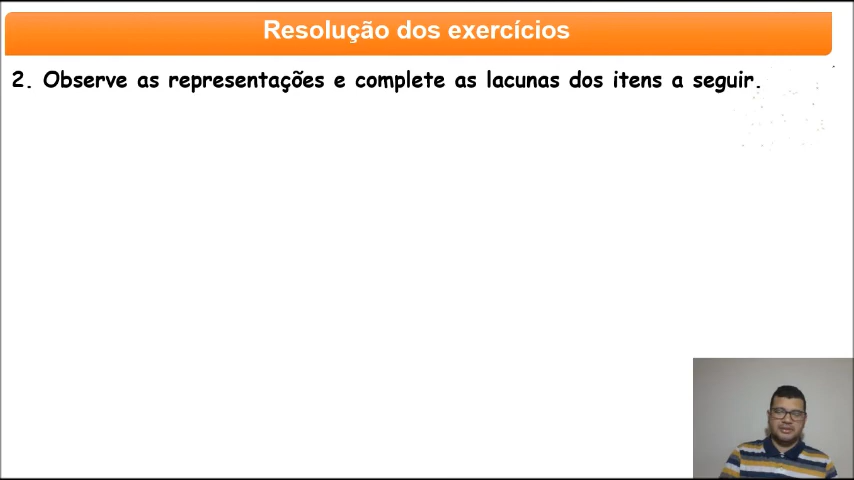 Resolução dos exercícios
2. Observe as representações e complete as lacunas dos itens a seguir.